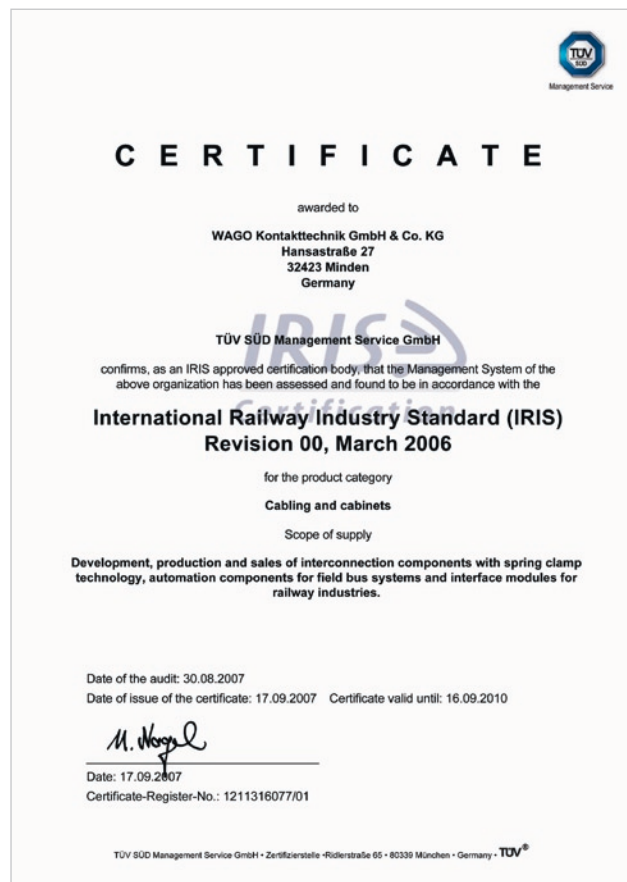 TÜV
SÜD
Management Service
CERTIFICATE
awarded to
WAGO Kontakttechnik GmbH & Co. KG
Hansastraße 27
32423 Minden
Germany
IRIS
TÜV SÜD Management Service GmbH
confirms, as an IRIS approved certification body, that the Management System of the
above organization has been assessed and found to be in accordance with the
Certification
International Railway Industry Standard (IRIS)
Revision 00, March 2006
for the product category
Cabling and cabinets
Scope of supply
Development, production and sales of interconnection components with spring clamp
technology, automation components for field bus systems and interface modules for
railway industries.
Date of the audit: 30.08.2007
Date of issue of the certificate: 17.09.2007 Certificate valid until: 16.09.2010
M. Nagel
Date: 17.09.2007
Certificate-Register-No.: 1211316077/01
TÜV SÜD Management Service GmbH • Zertifizierstelle •Ridlerstraße 65 • 80339 München • Germany • TÜV®